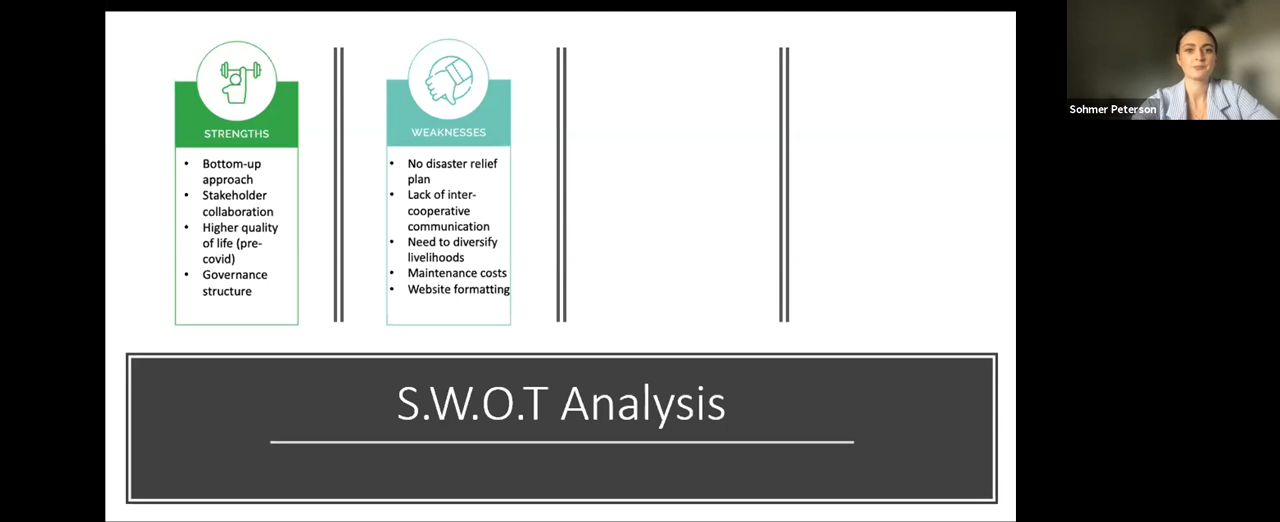 STRENGTHS
• Bottom-up
approach
• Stakeholder
collaboration
• Higher quality
of life (pre-
covid)
• Governance
structure
WEAKNESSES
• No disaster relief
plan
• Lack of inter-
cooperative
communication
• Need to diversify
livelihoods
• Maintenance costs
• Website formatting
S.W.O.T Analysis
Sohmer Peterson